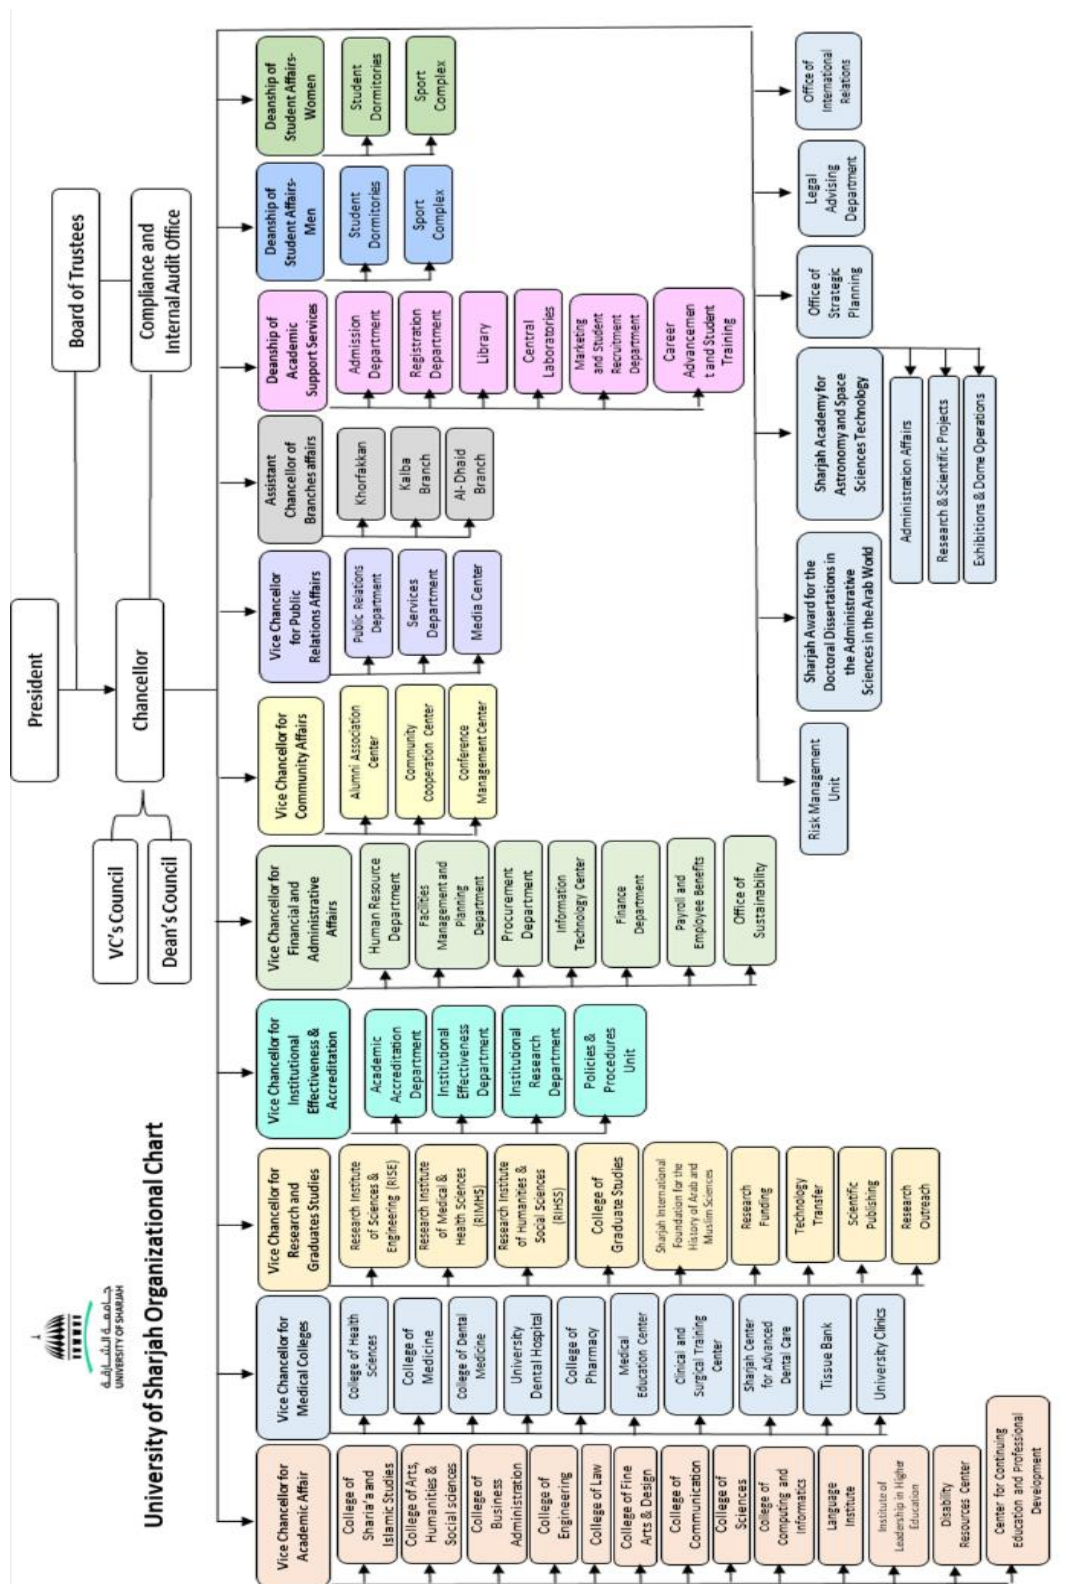 جامعة الشارقة
UNIVERSITY OF SHARJAH
University of Sharjah Organizational Chart
President
Board of Trustees
Chancellor
Compliance and
Internal Audit Office
VC's Council
Dean's Council
Vice Chancellor for
Academic Affair
College of
Sharia'a and
Islamic Studies
College of Arts,
Humanities &
Social sciences
College of
Business
Administration
College of
Engineering
College of Law
College of Fine
Arts & Design
College of
Communication
College of
Sciences
College of
Computing and
Informatics
Language
Institute
Institute of
Leadership in Higher
Education
Disability
Resources Center
Center for Continuing
Education and Professional
Development
Vice Chancellor for
Medical Colleges
College of Health
Sciences
College of
Medicine
College of Dental
Medicine
University
Dental Hospital
College of
Pharmacy
Medical
Education Center
Clinical and
Surgical Training
Center
Sharjah Center
for Advanced
Dental Care
Tissue Bank
University Clinics
Vice Chancellor for
Research and
Graduates Studies
Research Institute
of Sciences &
Engineering (RISE)
Research Institute
of Medical &
Health Sciences
(RIMHS)
Research Institute
of Humanities &
Social Sciences
(RIHSS)
College of
Graduate Studies
Sharjah International
Foundation for the
History of Arab and
Muslim Sciences
Research
Funding
Technology
Transfer
Scientific
Publishing
Research
Outreach
Vice Chancellor for
Institutional
Effectiveness &
Accreditation
Academic
Accreditation
Department
Institutional
Effectiveness
Department
Institutional
Research
Department
Policies &
Procedures
Unit
Vice Chancellor for
Financial and
Administrative
Affairs
Human Resource
Department
Facilities
Management and
Planning
Department
Procurement
Department
Information
Technology Center
Finance
Department
Payroll and
Employee Benefits
Office of
Sustainability
Vice Chancellor for
Community Affairs
Alumni Association
Center
Community
Cooperation Center
Conference
Management Center
Vice Chancellor
for Public
Relations Affairs
Public Relations
Department
Services
Department
Media Center
Assistant
Chancellor of
Branches affairs
Khorfakkan
Kalba
Branch
Al-Dhaid
Branch
Deanship of
Academic
Support Services
Admission
Department
Registration
Department
Library
Central
Laboratories
Marketing
and Student
Recruitment
Department
Career
Advancemen
t and Student
Training
Deanship of
Student Affairs-
Men
Student
Dormitories
Sport
Complex
Deanship of
Student Affairs-
Women
Student
Dormitories
Sport
Complex
Risk Management
Unit
Sharjah Award for the
Doctoral Dissertations in
the Administrative
Sciences in the Arab World
Sharjah Academy for
Astronomy and Space
Sciences Technology
Administration Affairs
Research & Scientific Projects
Exhibitions & Dome Operations
Office of
Strategic
Planning
Legal
Advising
Department
Office of
International
Relations